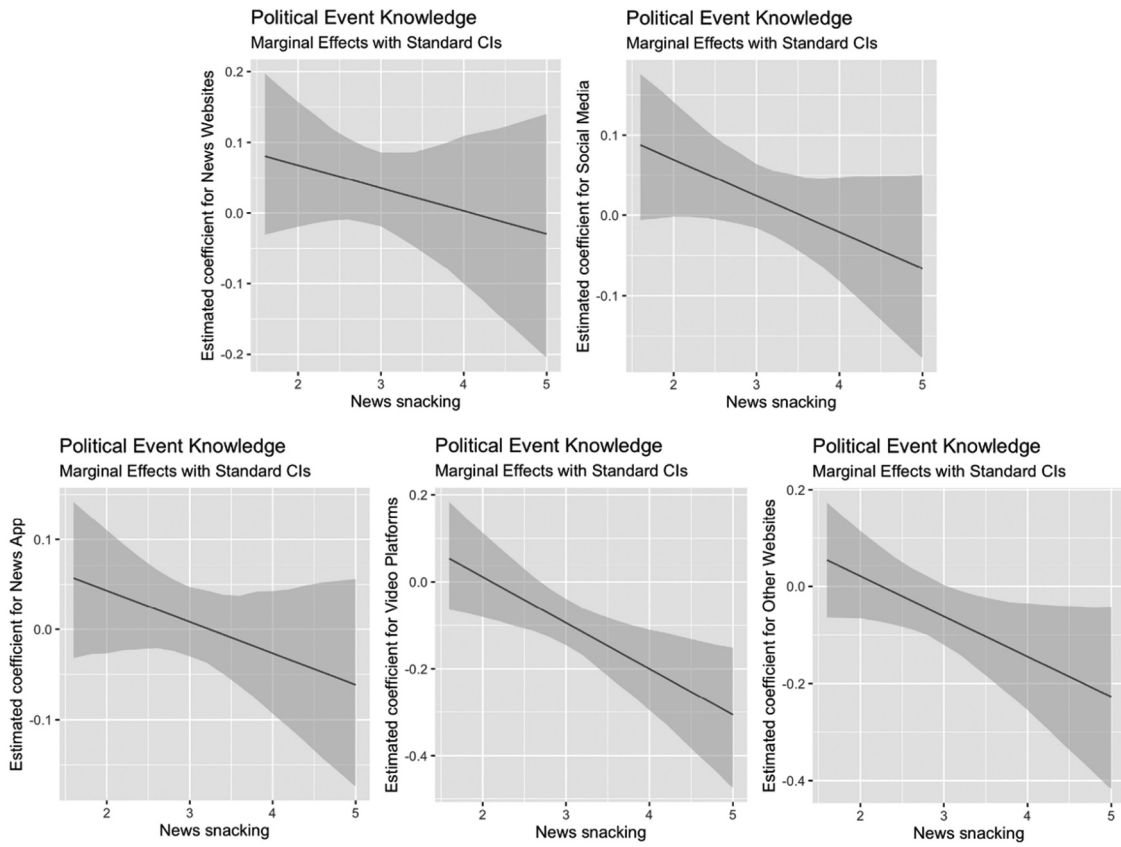 Political Event Knowledge
Marginal Effects with Standard CIs
Estimated coefficient for News Websites
0.2
0.1
0.0
-0.1
-0.2
2 3 4 5
News snacking
Political Event Knowledge
Marginal Effects with Standard CIs
Estimated coefficient for Social Media
0.1
0.0
-0.1
2 3 4 5
News snacking
Political Event Knowledge
Marginal Effects with Standard CIs
Estimated coefficient for News App
0.1
0.0
-0.1
2 3 4 5
News snacking
Political Event Knowledge
Marginal Effects with Standard CIs
Estimated coefficient for Video Platforms
0.2
0.0
-0.2
-0.4
2 3 4 5
News snacking
Political Event Knowledge
Marginal Effects with Standard CIs
Estimated coefficient for Other Websites
0.2
0.0
-0.2
-0.4
2 3 4 5
News snacking